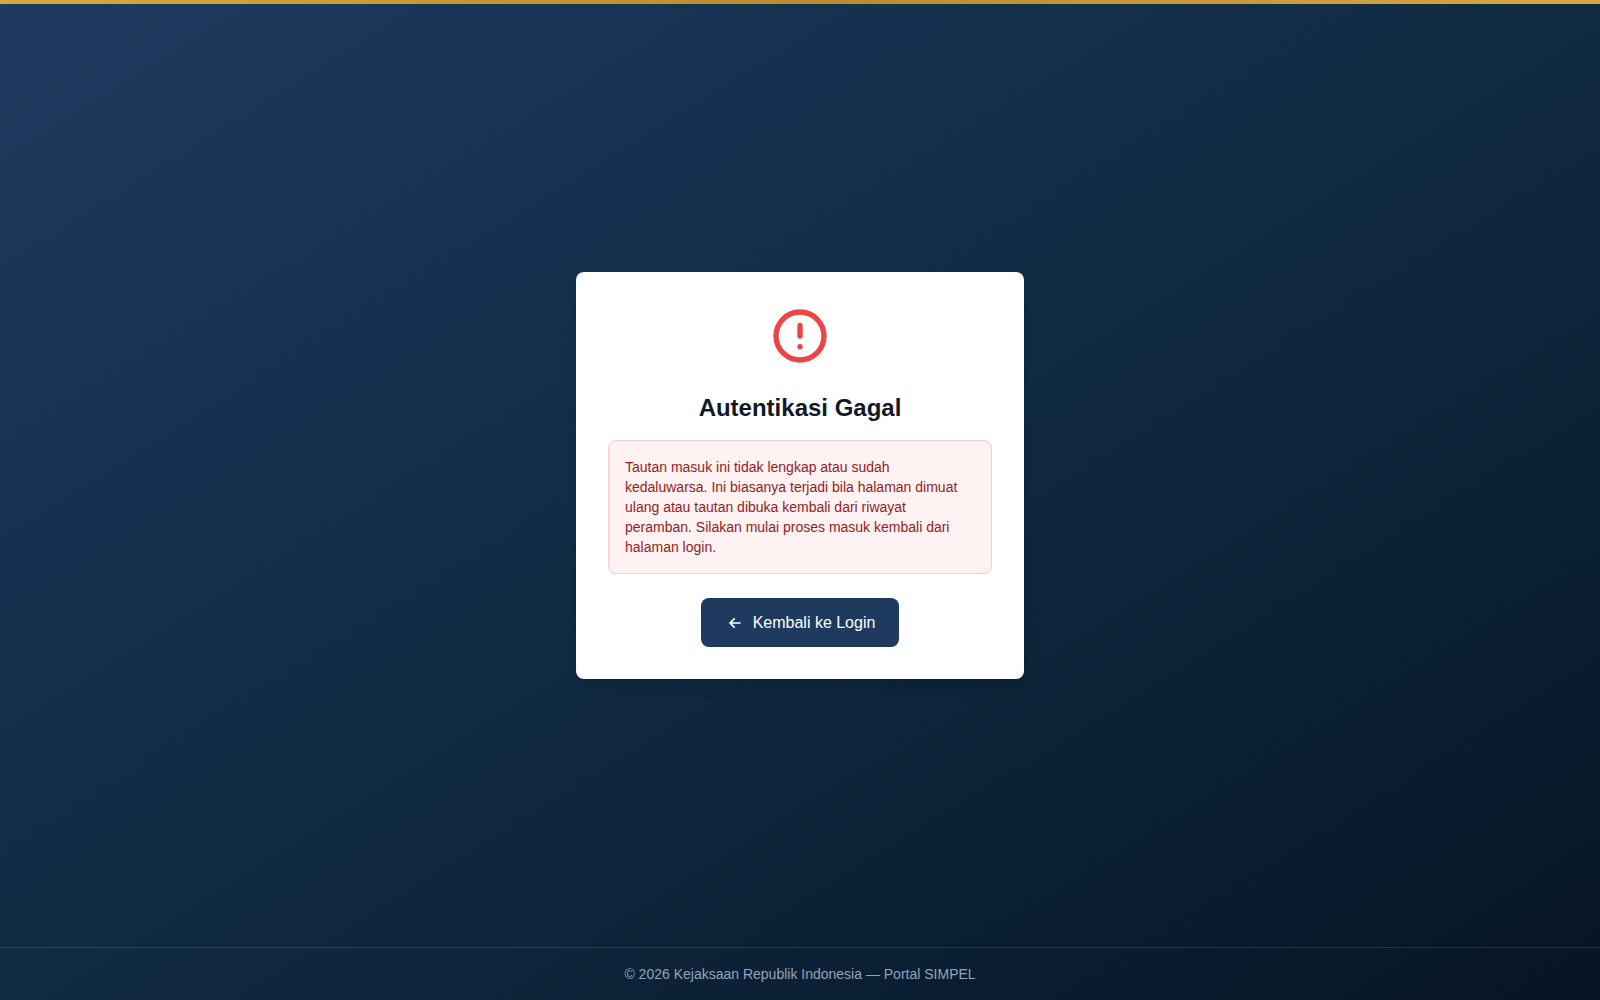 Autentikasi Gagal
Tautan masuk ini tidak lengkap atau sudah
kedaluwarsa. Ini biasanya terjadi bila halaman dimuat
ulang atau tautan dibuka kembali dari riwayat
peramban. Silakan mulai proses masuk kembali dari
halaman login.
Kembali ke Login
© 2026 Kejaksaan Republik Indonesia — Portal SIMPEL